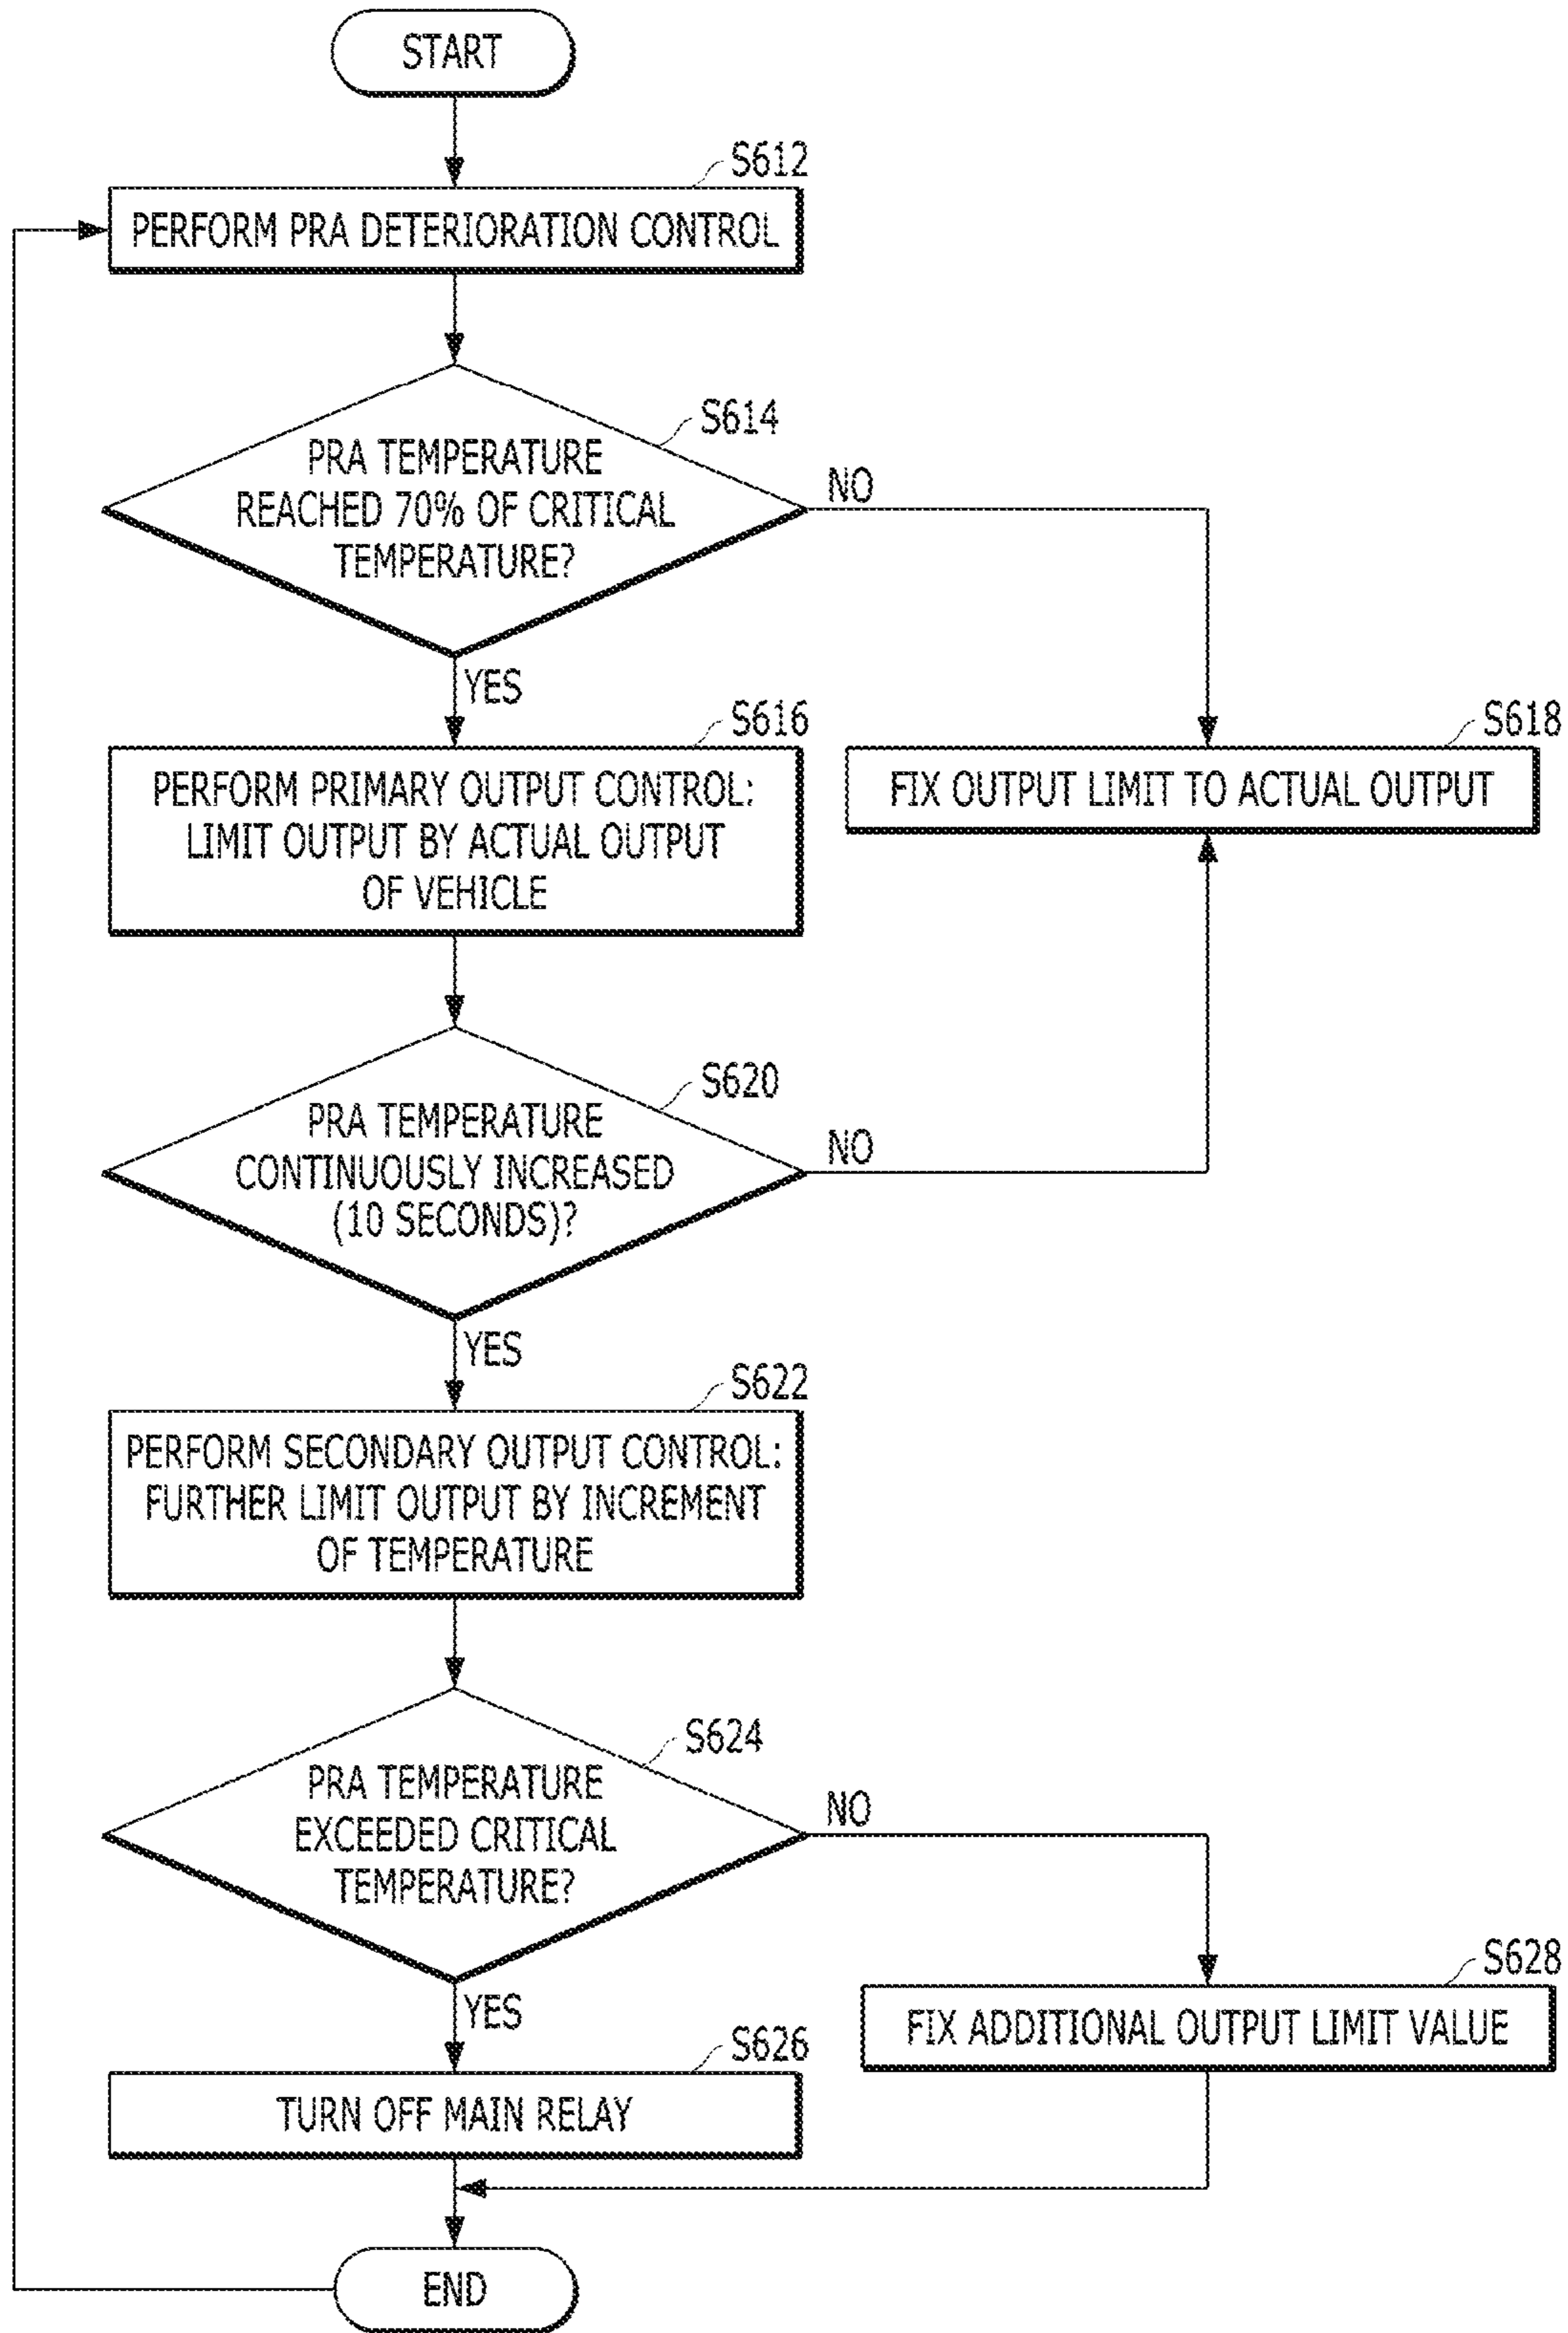 START
S612
PERFORM PRA DETERIORATION CONTROL
S614
PRA TEMPERATURE
REACHED 70% OF CRITICAL
TEMPERATURE?
NO
YES
S616
PERFORM PRIMARY OUTPUT CONTROL:
LIMIT OUTPUT BY ACTUAL OUTPUT
OF VEHICLE
S618
FIX OUTPUT LIMIT TO ACTUAL OUTPUT
S620
PRA TEMPERATURE
CONTINUOUSLY INCREASED
(10 SECONDS)?
NO
YES
S622
PERFORM SECONDARY OUTPUT CONTROL:
FURTHER LIMIT OUTPUT BY INCREMENT
OF TEMPERATURE
S624
PRA TEMPERATURE
EXCEEDED CRITICAL
TEMPERATURE?
NO
YES
S628
FIX ADDITIONAL OUTPUT LIMIT VALUE
S626
TURN OFF MAIN RELAY
END